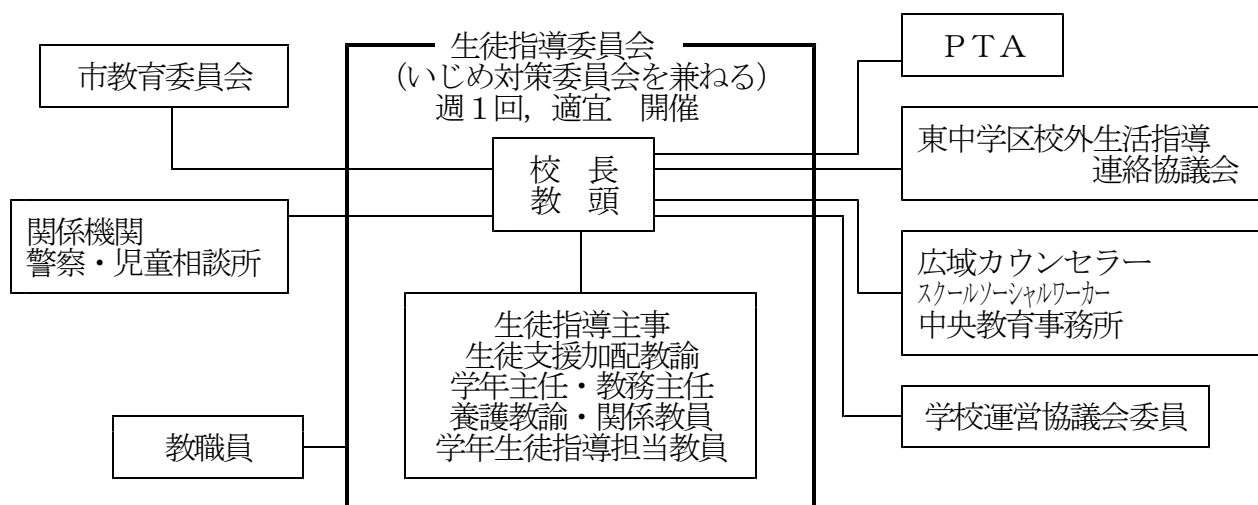 生徒指導委員会
(いじめ対策委員会を兼ねる)
週1回,適宜 開催
市教育委員会
PTA
東中学区校外生活指導
連絡協議会
校 長
教 頭
関係機関
警察・児童相談所
広域カウンセラー
スクールソーシャルワーカー
中央教育事務所
生徒指導主事
生徒支援加配教諭
学年主任・教務主任
養護教諭・関係教員
学年生徒指導担当教員
学校運営協議会委員
教職員